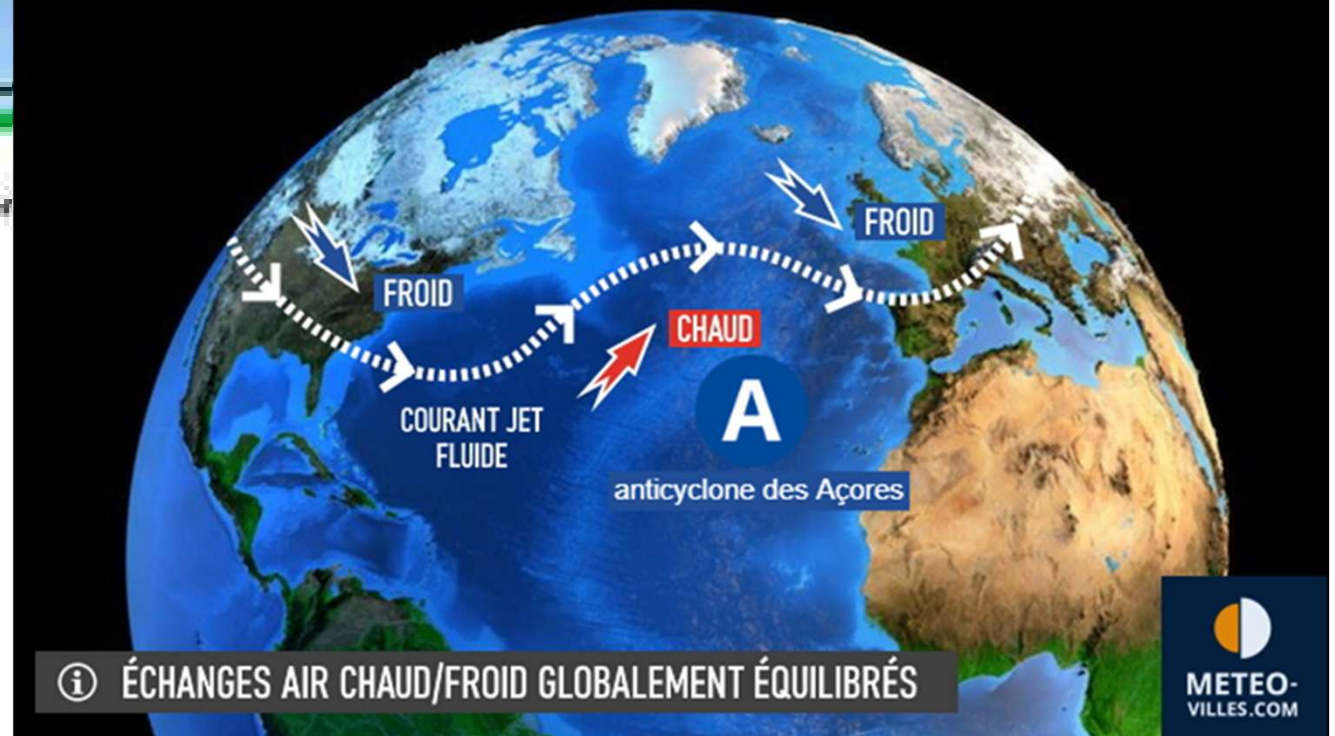 FROID
FROID
CHAUD
COURANT JET
FLUIDE
A
anticyclone des Açores
ⓘ ÉCHANGES AIR CHAUD/FROID GLOBALEMENT ÉQUILIBRÉS
METEO-
VILLES.COM